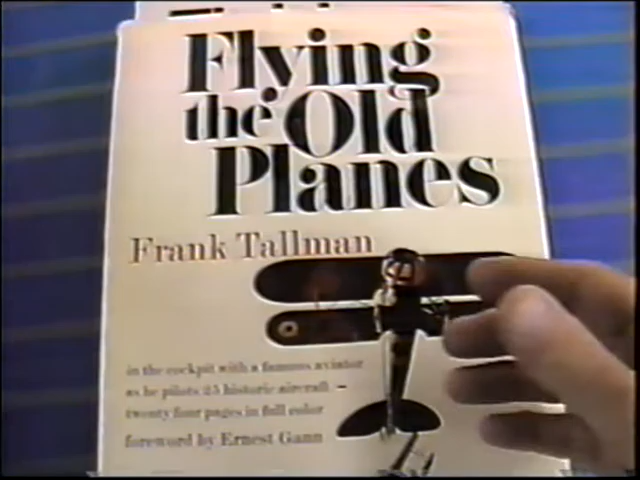 Flying
the Old
Planes
Frank Tallman
in the cockpit with a famous aviator
as he pilots 25 historic aircraft –
twenty four pages in full color
foreword by Ernest Gann